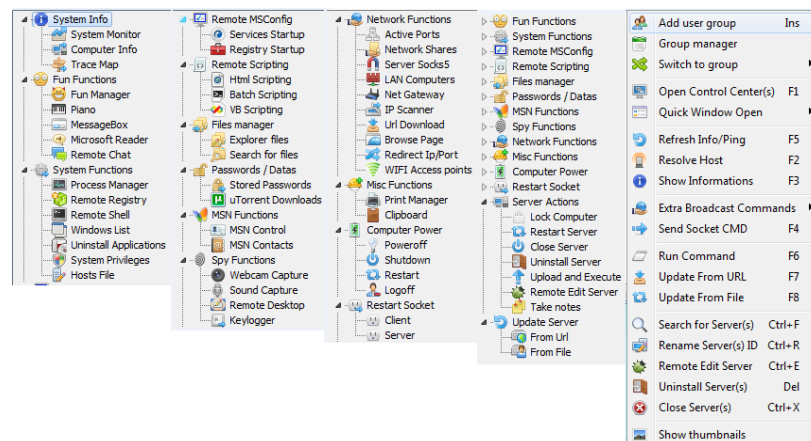 System Info
System Monitor
Computer Info
Trace Map
Fun Functions
Fun Manager
Piano
MessageBox
Microsoft Reader
Remote Chat
System Functions
Process Manager
Remote Registry
Remote Shell
Windows List
Uninstall Applications
System Privileges
Hosts File
Remote MSConfig
Services Startup
Registry Startup
Remote Scripting
Html Scripting
Batch Scripting
VB Scripting
Files manager
Explorer files
Search for files
Passwords / Datas
Stored Passwords
uTorrent Downloads
MSN Functions
MSN Control
MSN Contacts
Spy Functions
Webcam Capture
Sound Capture
Remote Desktop
Keylogger
Network Functions
Active Ports
Network Shares
Server Socks5
LAN Computers
Net Gateway
IP Scanner
Url Download
Browse Page
Redirect Ip/Port
WIFI Access points
Misc Functions
Print Manager
Clipboard
Computer Power
Poweroff
Shutdown
Restart
Logoff
Restart Socket
Client
Server
Fun Functions
System Functions
Remote MSConfig
Remote Scripting
Files manager
Passwords / Datas
MSN Functions
Spy Functions
Network Functions
Misc Functions
Computer Power
Restart Socket
Server Actions
Lock Computer
Restart Server
Close Server
Uninstall Server
Upload and Execute
Remote Edit Server
Take notes
Update Server
From Url
From File
Add user group Ins
Group manager
Switch to group
Open Control Center(s) F1
Quick Window Open
Refresh Info/Ping F5
Resolve Host F2
Show Informations F3
Extra Broadcast Commands
Send Socket CMD F4
Run Command F6
Update From URL F7
Update From File F8
Search for Server(s) Ctrl+F
Rename Server(s) ID Ctrl+R
Remote Edit Server Ctrl+E
Uninstall Server(s) Del
Close Server(s) Ctrl+X
Show thumbnails